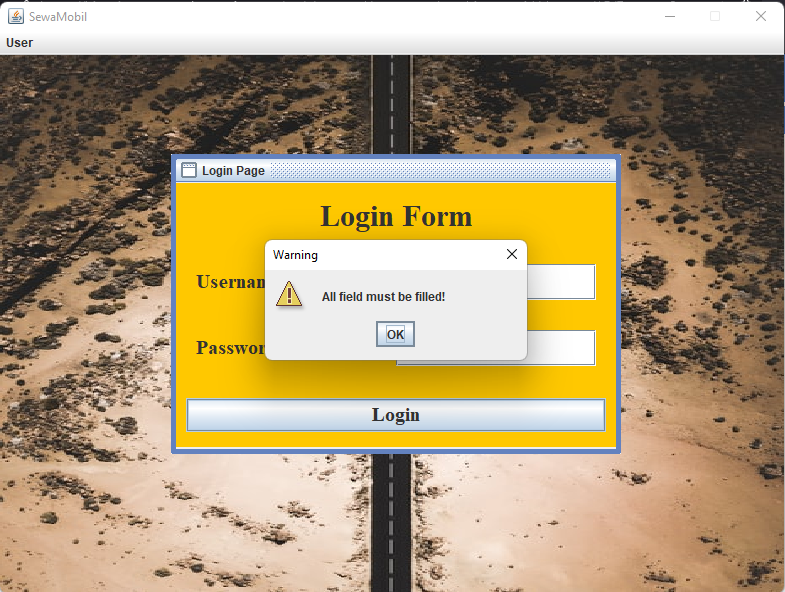 SewaMobil
User
Login Page
Login Form
Warning
All field must be filled!
OK
Login